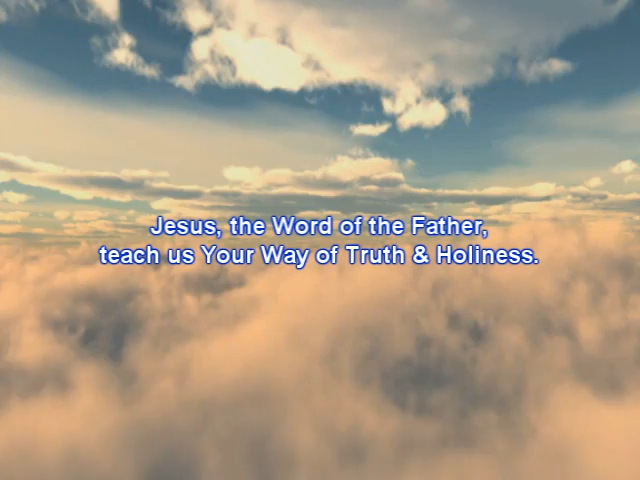 Jesus, the Word of the Father,
teach us Your Way of Truth & Holiness.